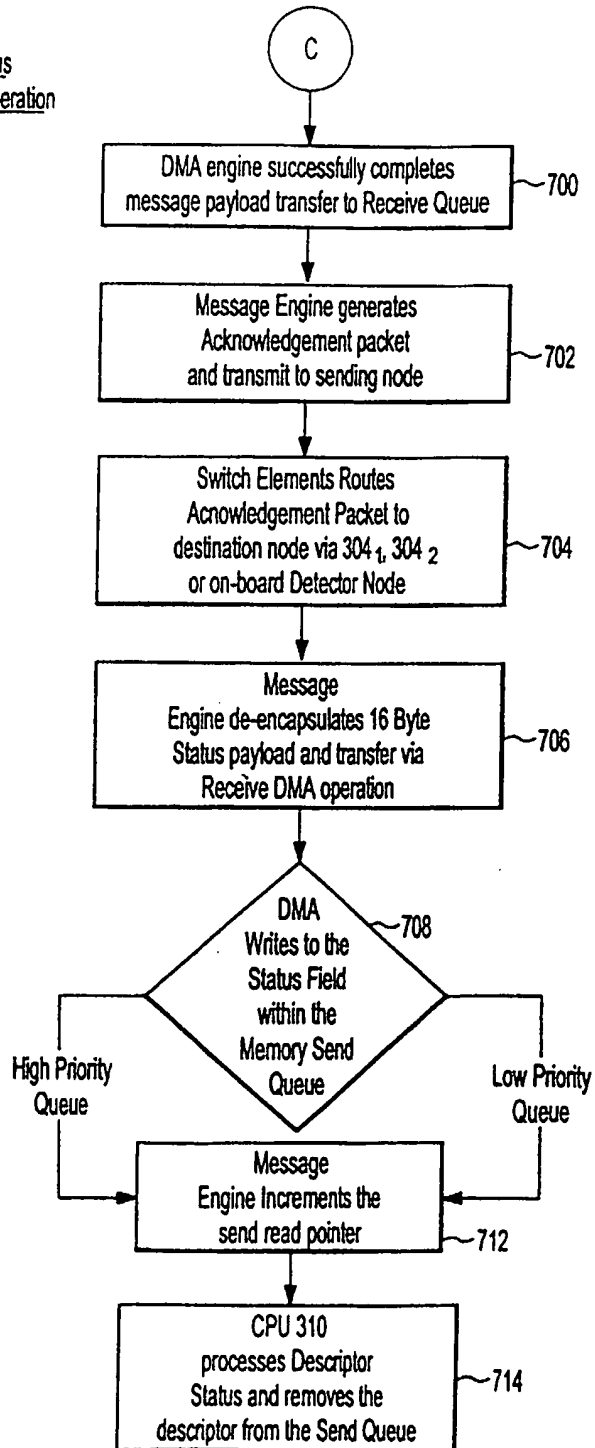 C
DMA engine successfully completes
message payload transfer to Receive Queue
700
Message Engine generates
Acknowledgement packet
and transmit to sending node
702
Switch Elements Routes
Acnowledgement Packet to
destination node via 304 1, 304 2
or on-board Detector Node
704
Message
Engine de-encapsulates 16 Byte
Status payload and transfer via
Receive DMA operation
706
DMA
Writes to the
Status Field
within the
Memory Send
Queue
708
High Priority
Queue
Low Priority
Queue
Message
Engine Increments the
send read pointer
712
CPU 310
processes Descriptor
Status and removes the
descriptor from the Send Queue
714